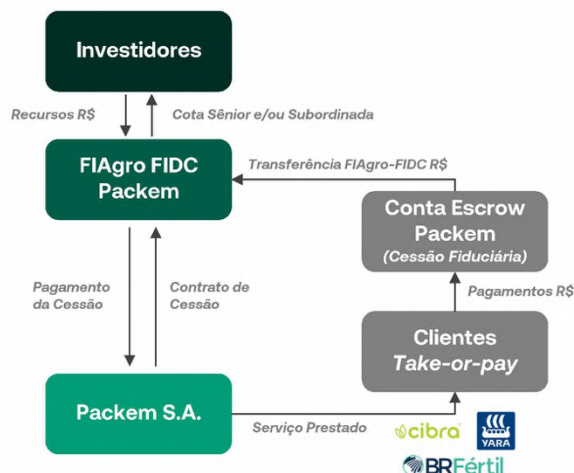 Investidores
Recursos R$
Cota Sênior e/ou Subordinada
FIAgro FIDC
Packem
Transferência FIAgro-FIDC R$
Conta Escrow
Packem
(Cessão Fiduciária)
Pagamento
da Cessão
Contrato de
Cessão
Pagamentos R$
Clientes
Take-or-pay
Packem S.A.
Serviço Prestado
cibra
YARA
BRFértil